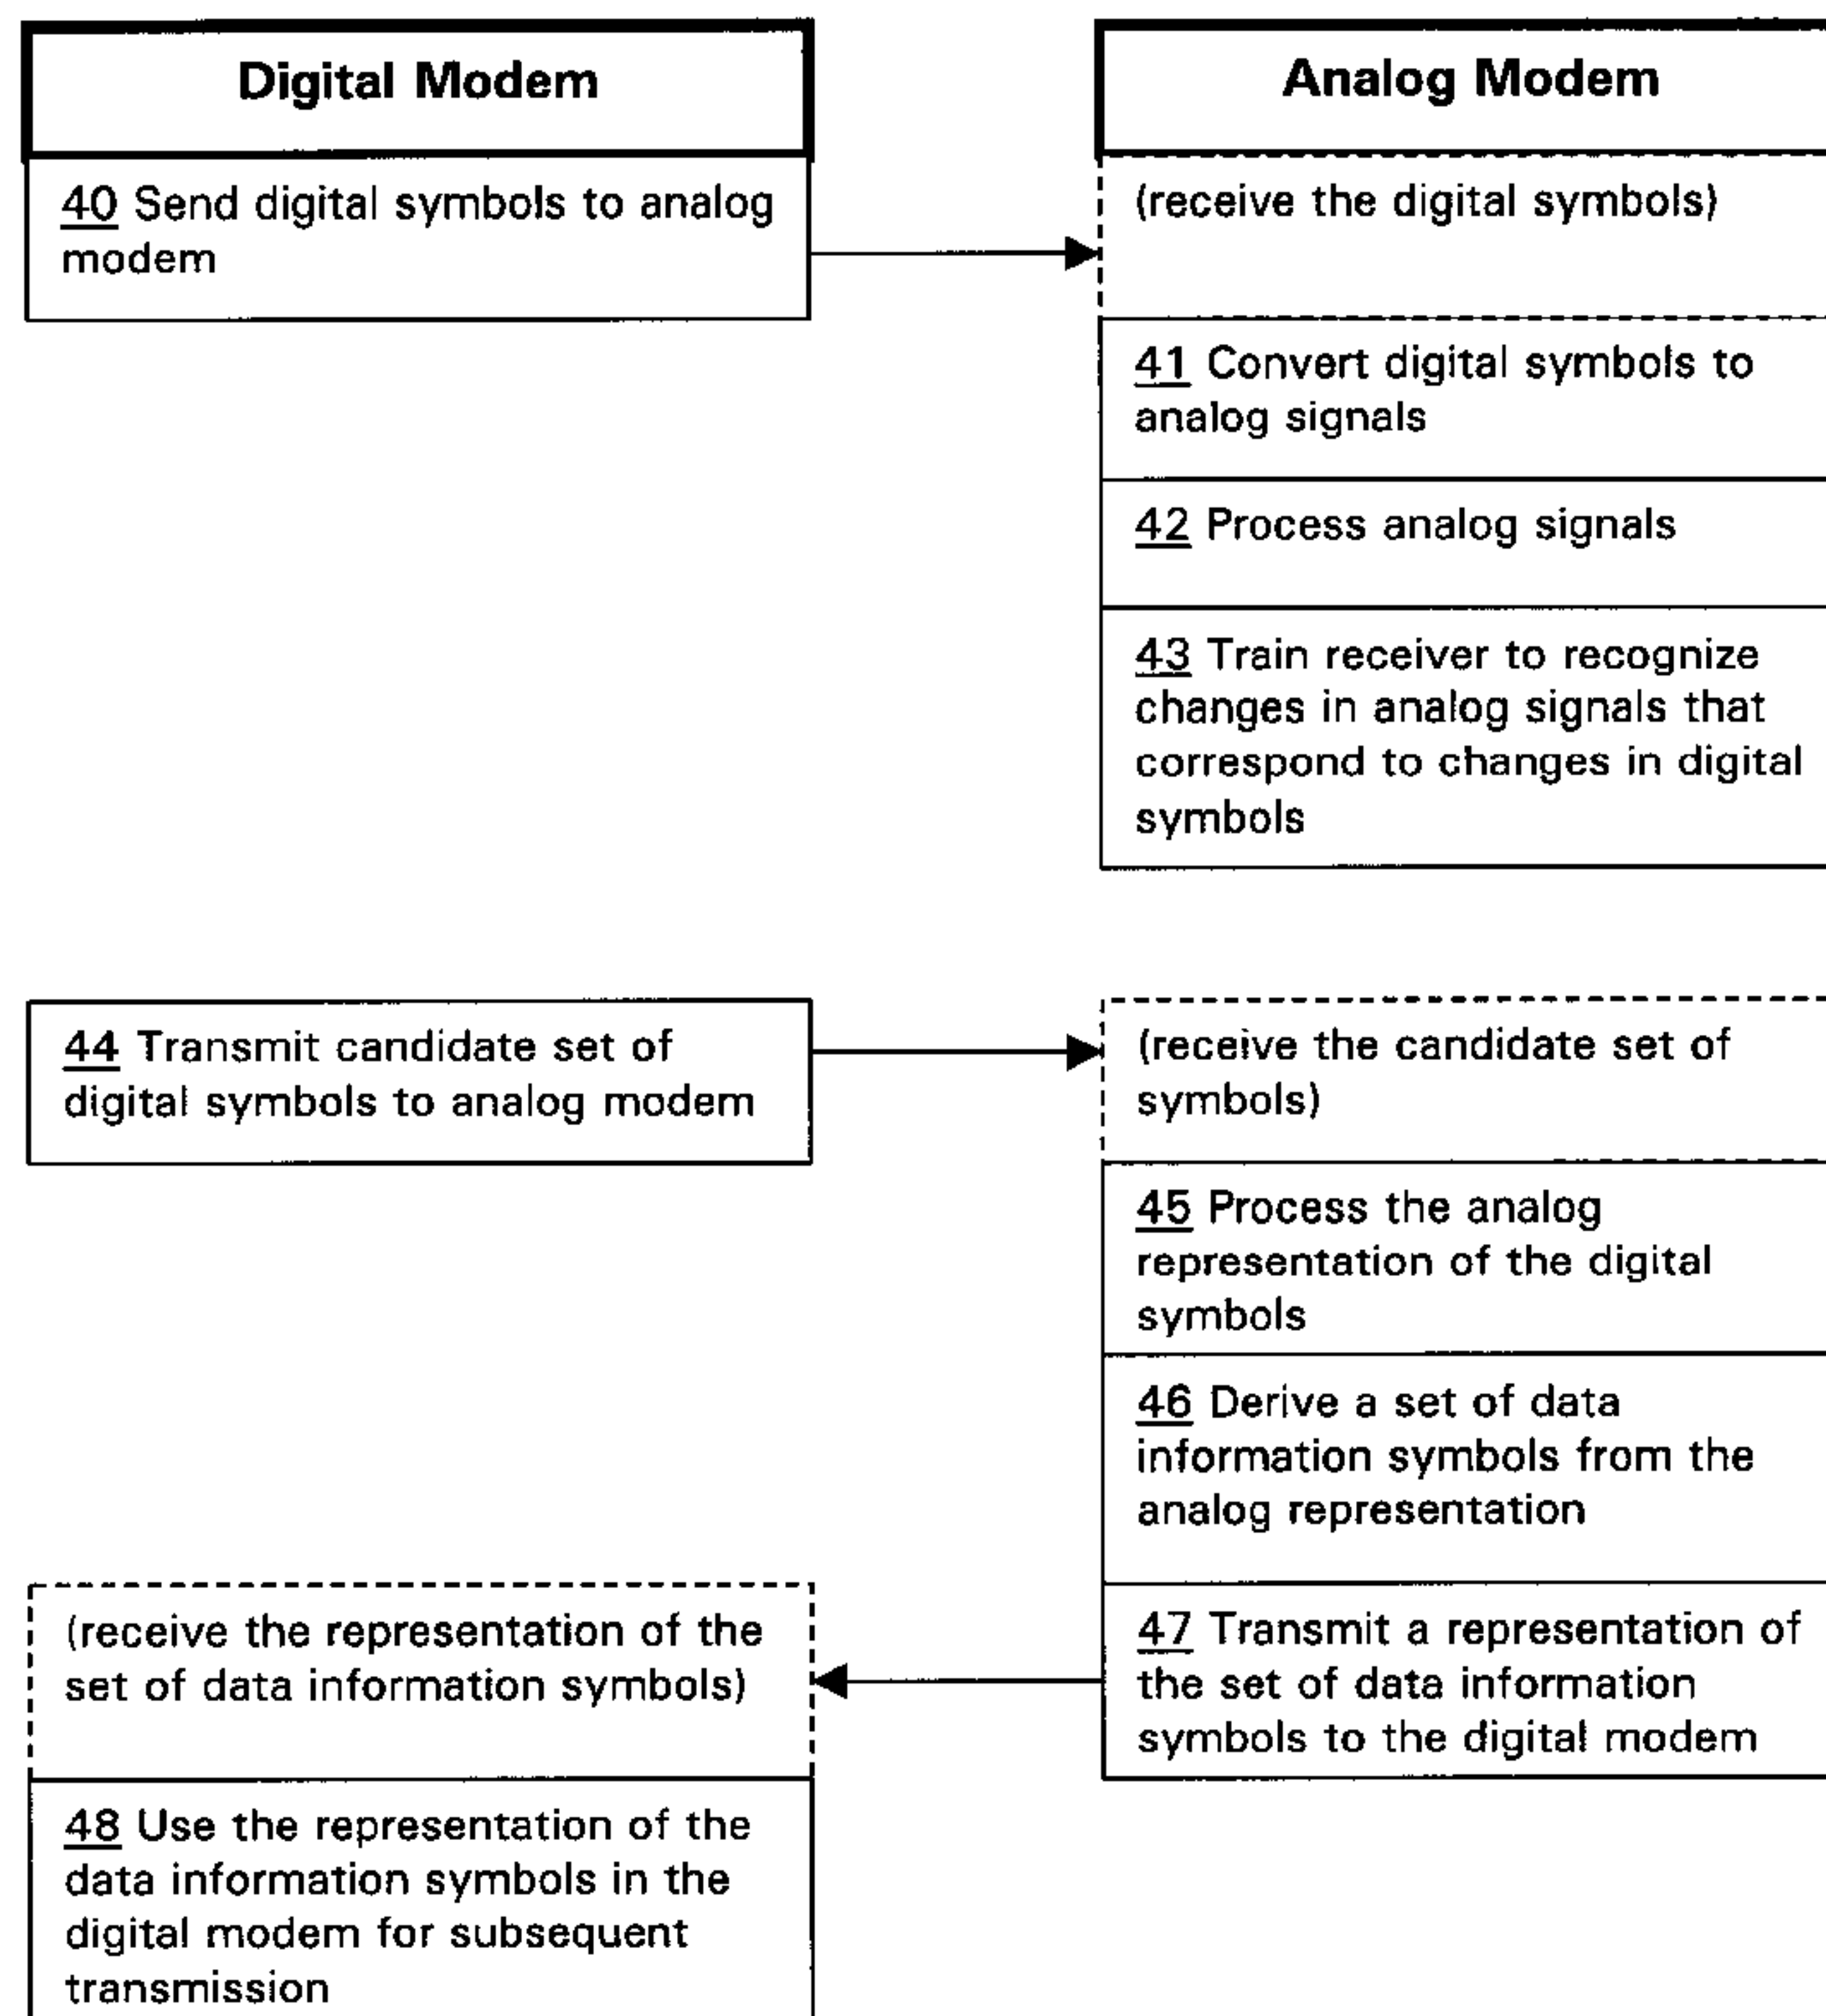 Digital Modem
Analog Modem
40 Send digital symbols to analog
modem
(receive the digital symbols)
41 Convert digital symbols to
analog signals
42 Process analog signals
43 Train receiver to recognize
changes in analog signals that
correspond to changes in digital
symbols
44 Transmit candidate set of
digital symbols to analog modem
(receive the candidate set of
symbols)
45 Process the analog
representation of the digital
symbols
46 Derive a set of data
information symbols from the
analog representation
47 Transmit a representation of
the set of data information
symbols to the digital modem
(receive the representation of the
set of data information symbols)
48 Use the representation of the
data information symbols in the
digital modem for subsequent
transmission